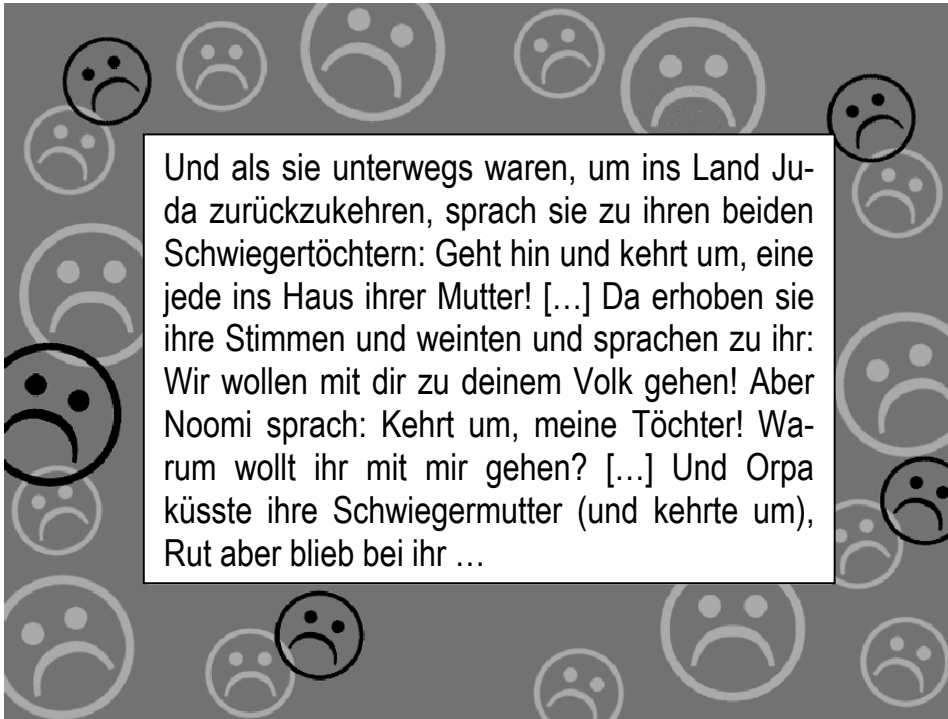 Und als sie unterwegs waren, um ins Land Ju-
da zurückzukehren, sprach sie zu ihren beiden
Schwiegertöchtern: Geht hin und kehrt um, eine
jede ins Haus ihrer Mutter! […] Da erhoben sie
ihre Stimmen und weinten und sprachen zu ihr:
Wir wollen mit dir zu deinem Volk gehen! Aber
Noomi sprach: Kehrt um, meine Töchter! Wa-
rum wollt ihr mit mir gehen? […] Und Orpa
küsste ihre Schwiegermutter (und kehrte um),
Rut aber blieb bei ihr …